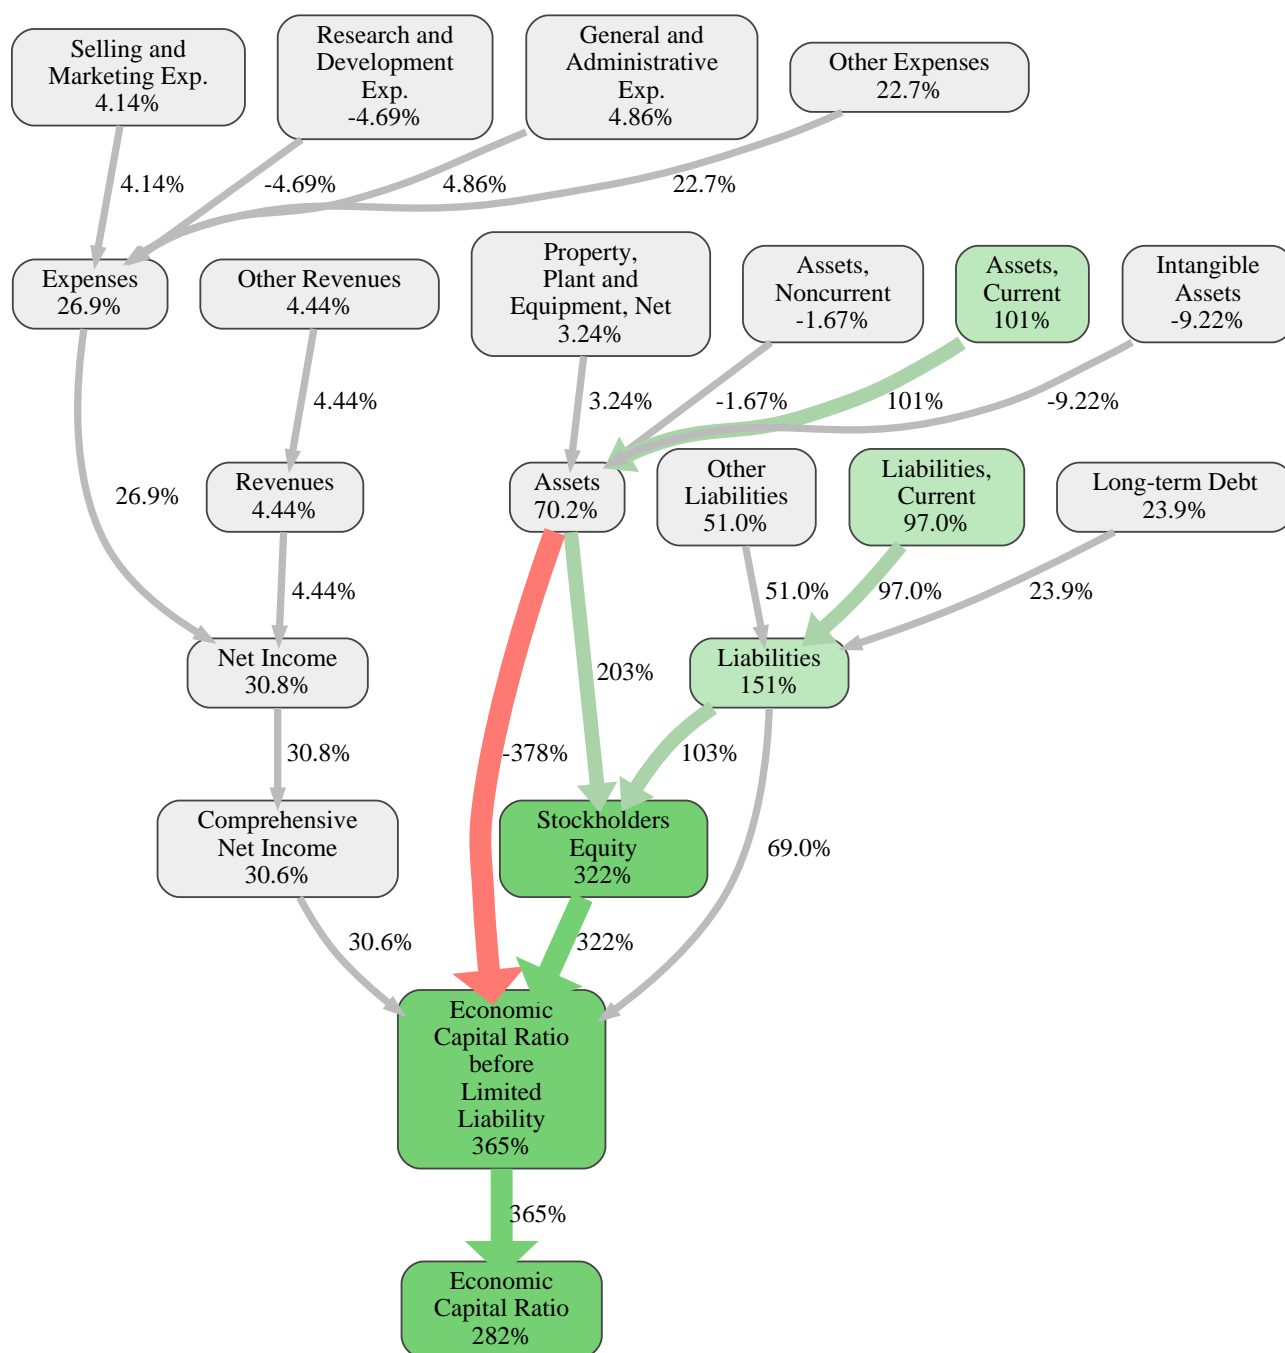 Selling and
Marketing Exp.
4.14%
Research and
Development
Exp.
-4.69%
General and
Administrative
Exp.
4.86%
Other Expenses
22.7%
4.14%
-4.69%
4.86%
22.7%
Expenses
26.9%
Other Revenues
4.44%
Property,
Plant and
Equipment, Net
3.24%
Assets,
Noncurrent
-1.67%
Assets,
Current
101%
Intangible
Assets
-9.22%
4.44%
3.24%
-1.67%
101%
-9.22%
26.9%
Revenues
4.44%
Assets
70.2%
Other
Liabilities
51.0%
Liabilities,
Current
97.0%
Long-term Debt
23.9%
4.44%
51.0%
97.0%
23.9%
Net Income
30.8%
203%
Liabilities
151%
30.8%
-378%
103%
Comprehensive
Net Income
30.6%
Stockholders
Equity
322%
69.0%
30.6%
322%
Economic
Capital Ratio
before
Limited
Liability
365%
365%
Economic
Capital Ratio
282%